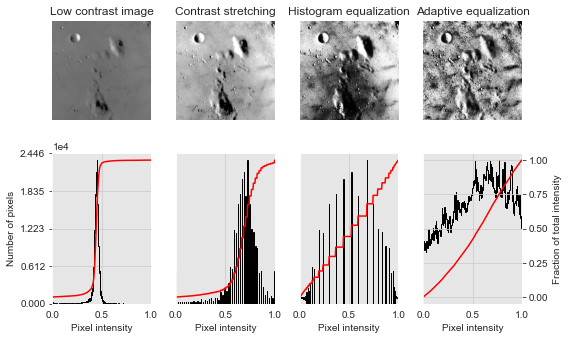 Low contrast image
Contrast stretching
Histogram equalization
Adaptive equalization
1e4
2.446
1.835
1.223
0.612
0.000
Number of pixels
0.0 0.5 1.0
Pixel intensity
0.0 0.5 1.0
Pixel intensity
0.0 0.5 1.0
Pixel intensity
0.0 0.5 1.0
Pixel intensity
1.00
0.75
0.50
0.25
0.00
Fraction of total intensity